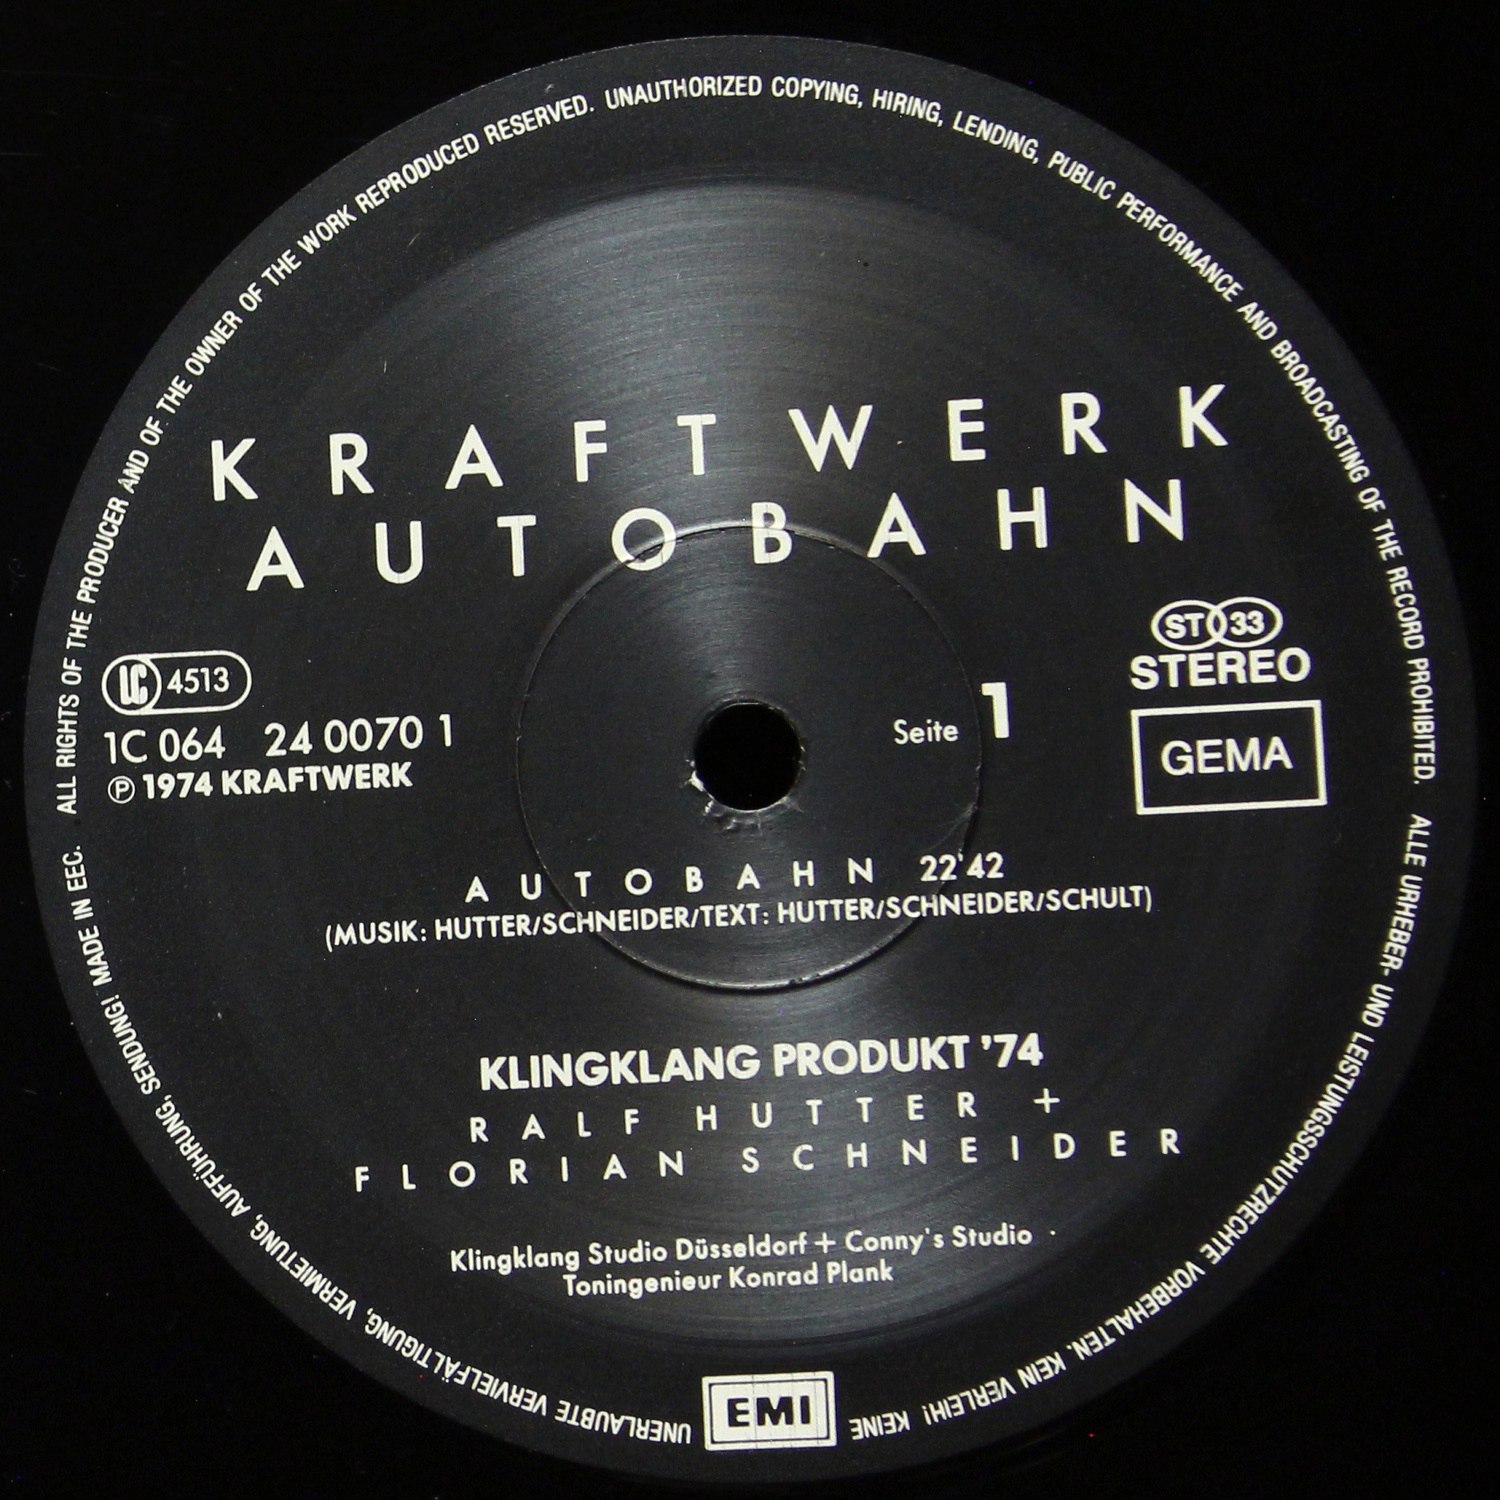 ALL RIGHTS OF THE PRODUCER AND OF THE OWNER OF THE WORK REPRODUCED RESERVED. UNAUTHORIZED COPYING, HIRING, LENDING, PUBLIC PERFORMANCE AND BROADCASTING OF THE RECORD PROHIBITED.
KRAFTWERK
AUTOBAHN
LC 4513
1C 064 24 0070 1
Ⓟ 1974 KRAFTWERK
Seite 1
ST 33
STEREO
GEMA
AUTOBAHN 22'42
(MUSIK: HUTTER/SCHNEIDER/TEXT: HUTTER/SCHNEIDER/SCHULT)
KLINGKLANG PRODUKT '74
RALF HUTTER +
FLORIAN SCHNEIDER
Klingklang Studio Düsseldorf + Conny's Studio
Toningenieur Konrad Plank
EMI
ALLE URHEBER- UND LEISTUNGSSCHUTZRECHTE VORBEHALTEN. KEIN VERLEIH! KEINE UNERLAUBTE VERVIELFÄLTIGUNG, VERMIETUNG, AUFFÜHRUNG, SENDUNG! MADE IN EEC.